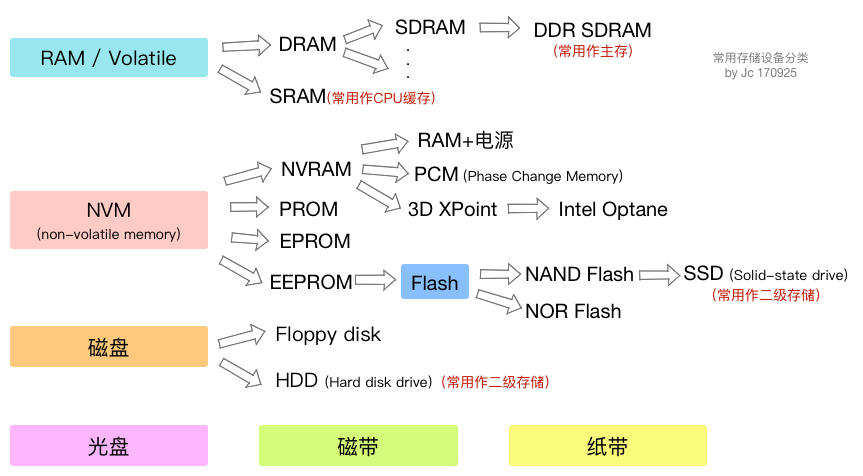 RAM / Volatile
DRAM
SDRAM
DDR SDRAM
(常用作主存)
SRAM(常用作CPU缓存)
常用存储设备分类
by Jc 170925
NVM
(non-volatile memory)
NVRAM
RAM+电源
PCM (Phase Change Memory)
3D XPoint
Intel Optane
PROM
EPROM
EEPROM
Flash
NAND Flash
SSD (Solid-state drive)
(常用作二级存储)
NOR Flash
磁盘
Floppy disk
HDD (Hard disk drive) (常用作二级存储)
光盘
磁带
纸带